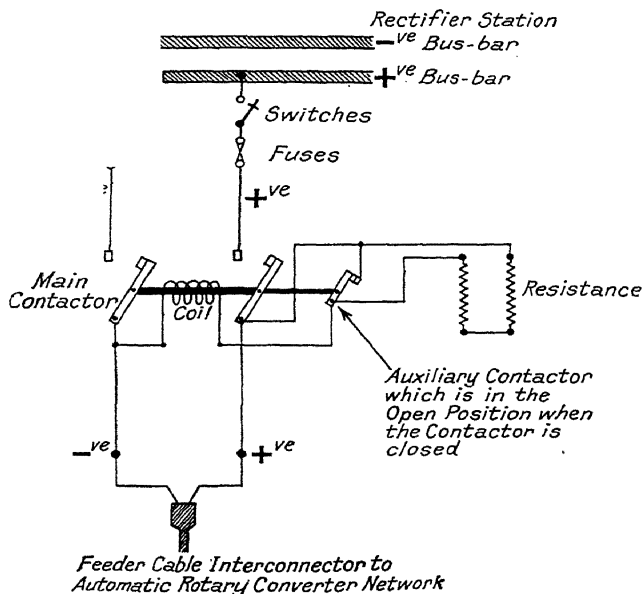 Rectifier Station
−ve Bus-bar
+ve Bus-bar
Switches
Fuses
+ve
Main
Contactor
Coil
Resistance
Auxiliary Contactor
which is in the
Open Position when
the Contactor is
closed
−ve
+ve
Feeder Cable Interconnector to
Automatic Rotary Converter Network